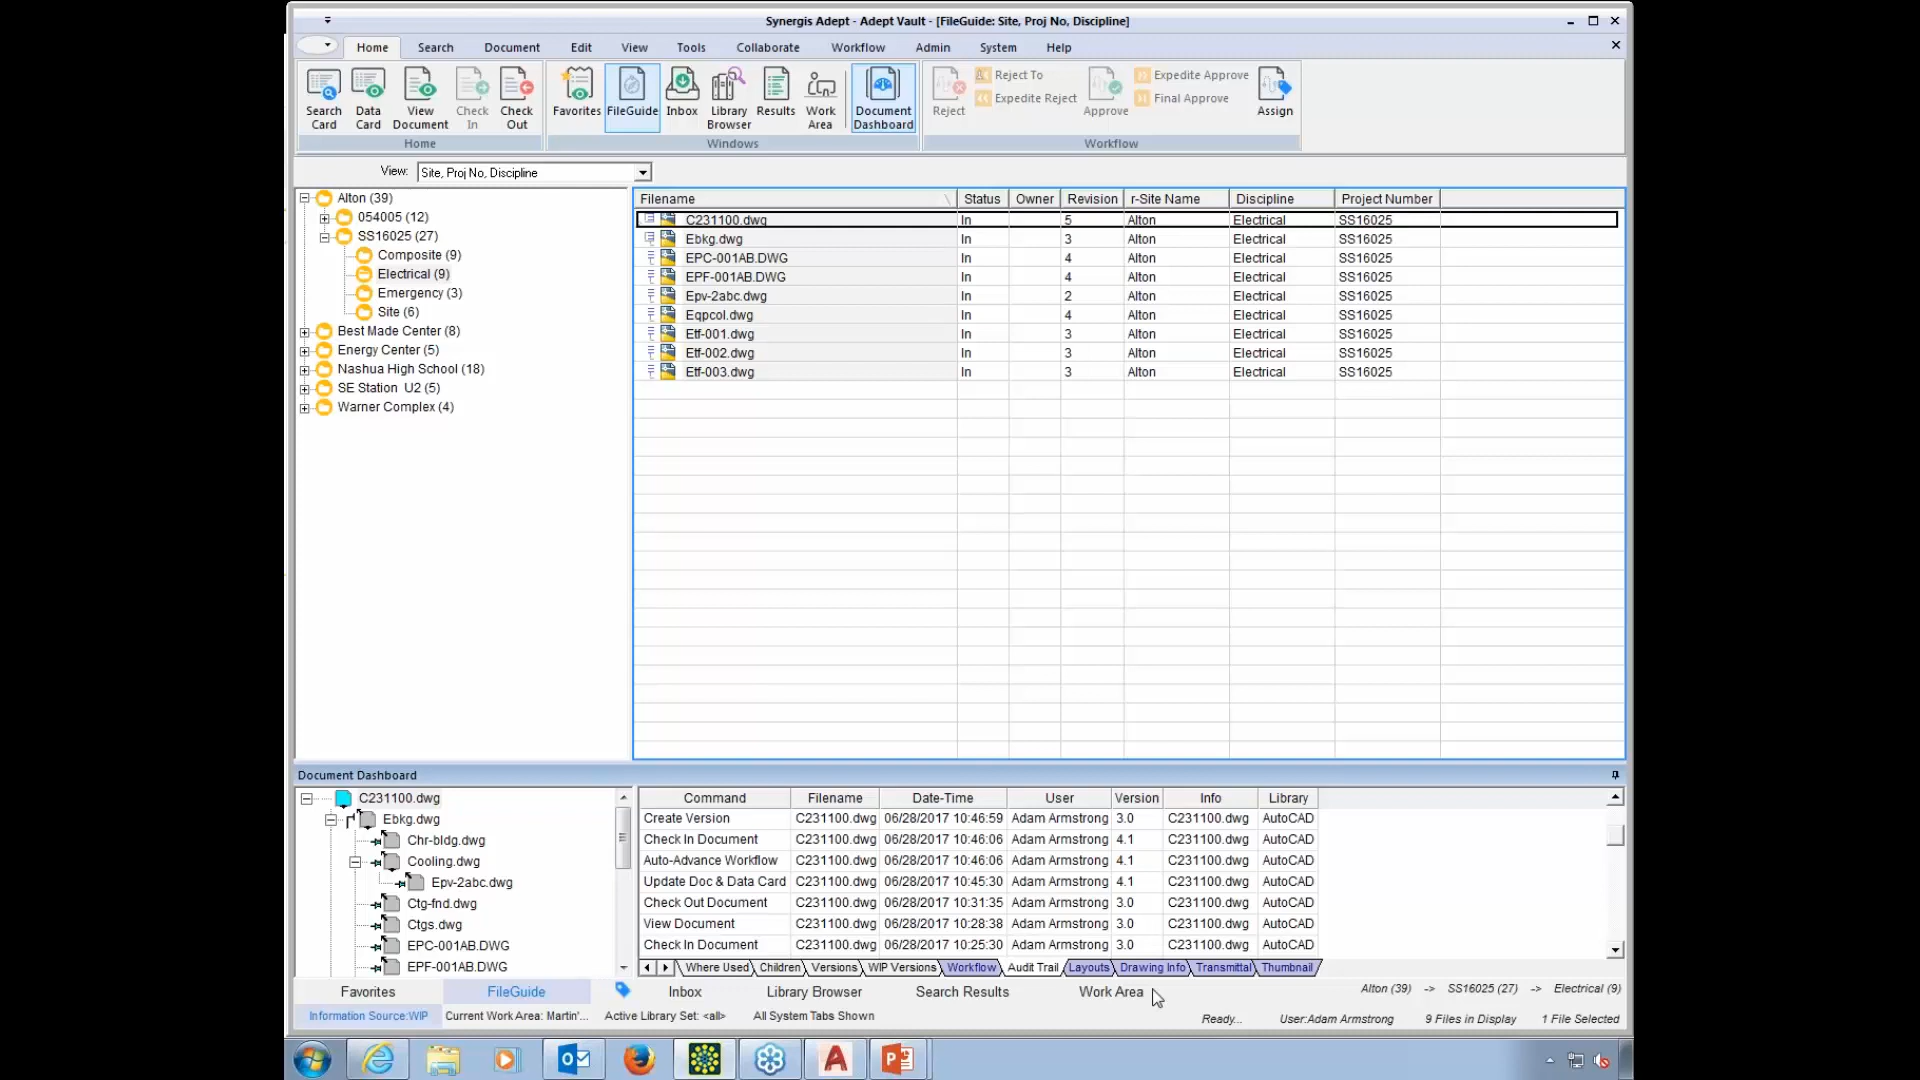 Synergis Adept - Adept Vault - [FileGuide: Site, Proj No, Discipline]
Home Search Document Edit View Tools Collaborate Workflow Admin System Help
Search Card Data Card View Document Check In Check Out
Home
Favorites FileGuide Inbox Library Browser Results Work Area Document Dashboard
Windows
Reject Reject To Expedite Reject Approve Expedite Approve Final Approve Assign
Workflow
View: Site, Proj No, Discipline
Alton (39)
054005 (12)
SS16025 (27)
Composite (9)
Electrical (9)
Emergency (3)
Site (6)
Best Made Center (8)
Energy Center (5)
Nashua High School (18)
SE Station U2 (5)
Warner Complex (4)
Filename Status Owner Revision r-Site Name Discipline Project Number
C231100.dwg In 5 Alton Electrical SS16025
Ebkg.dwg In 3 Alton Electrical SS16025
EPC-001AB.DWG In 4 Alton Electrical SS16025
EPF-001AB.DWG In 4 Alton Electrical SS16025
Epv-2abc.dwg In 2 Alton Electrical SS16025
Eqpcol.dwg In 4 Alton Electrical SS16025
Etf-001.dwg In 3 Alton Electrical SS16025
Etf-002.dwg In 3 Alton Electrical SS16025
Etf-003.dwg In 3 Alton Electrical SS16025
Document Dashboard
C231100.dwg
Ebkg.dwg
Chr-bldg.dwg
Cooling.dwg
Epv-2abc.dwg
Ctg-fnd.dwg
Ctgs.dwg
EPC-001AB.DWG
EPF-001AB.DWG
Command Filename Date-Time User Version Info Library
Create Version C231100.dwg 06/28/2017 10:46:59 Adam Armstrong 3.0 C231100.dwg AutoCAD
Check In Document C231100.dwg 06/28/2017 10:46:06 Adam Armstrong 4.1 C231100.dwg AutoCAD
Auto-Advance Workflow C231100.dwg 06/28/2017 10:46:06 Adam Armstrong 4.1 C231100.dwg AutoCAD
Update Doc & Data Card C231100.dwg 06/28/2017 10:45:30 Adam Armstrong 4.1 C231100.dwg AutoCAD
Check Out Document C231100.dwg 06/28/2017 10:31:35 Adam Armstrong 3.0 C231100.dwg AutoCAD
View Document C231100.dwg 06/28/2017 10:28:38 Adam Armstrong 3.0 C231100.dwg AutoCAD
Check In Document C231100.dwg 06/28/2017 10:25:30 Adam Armstrong 3.0 C231100.dwg AutoCAD
Where Used Children Versions WIP Versions Workflow Audit Trail Layouts Drawing Info Transmittal Thumbnail
Favorites FileGuide Inbox Library Browser Search Results Work Area
Alton (39) -> SS16025 (27) -> Electrical (9)
Information Source:WIP Current Work Area: Martin'... Active Library Set: <all> All System Tabs Shown
Ready... User:Adam Armstrong 9 Files in Display 1 File Selected